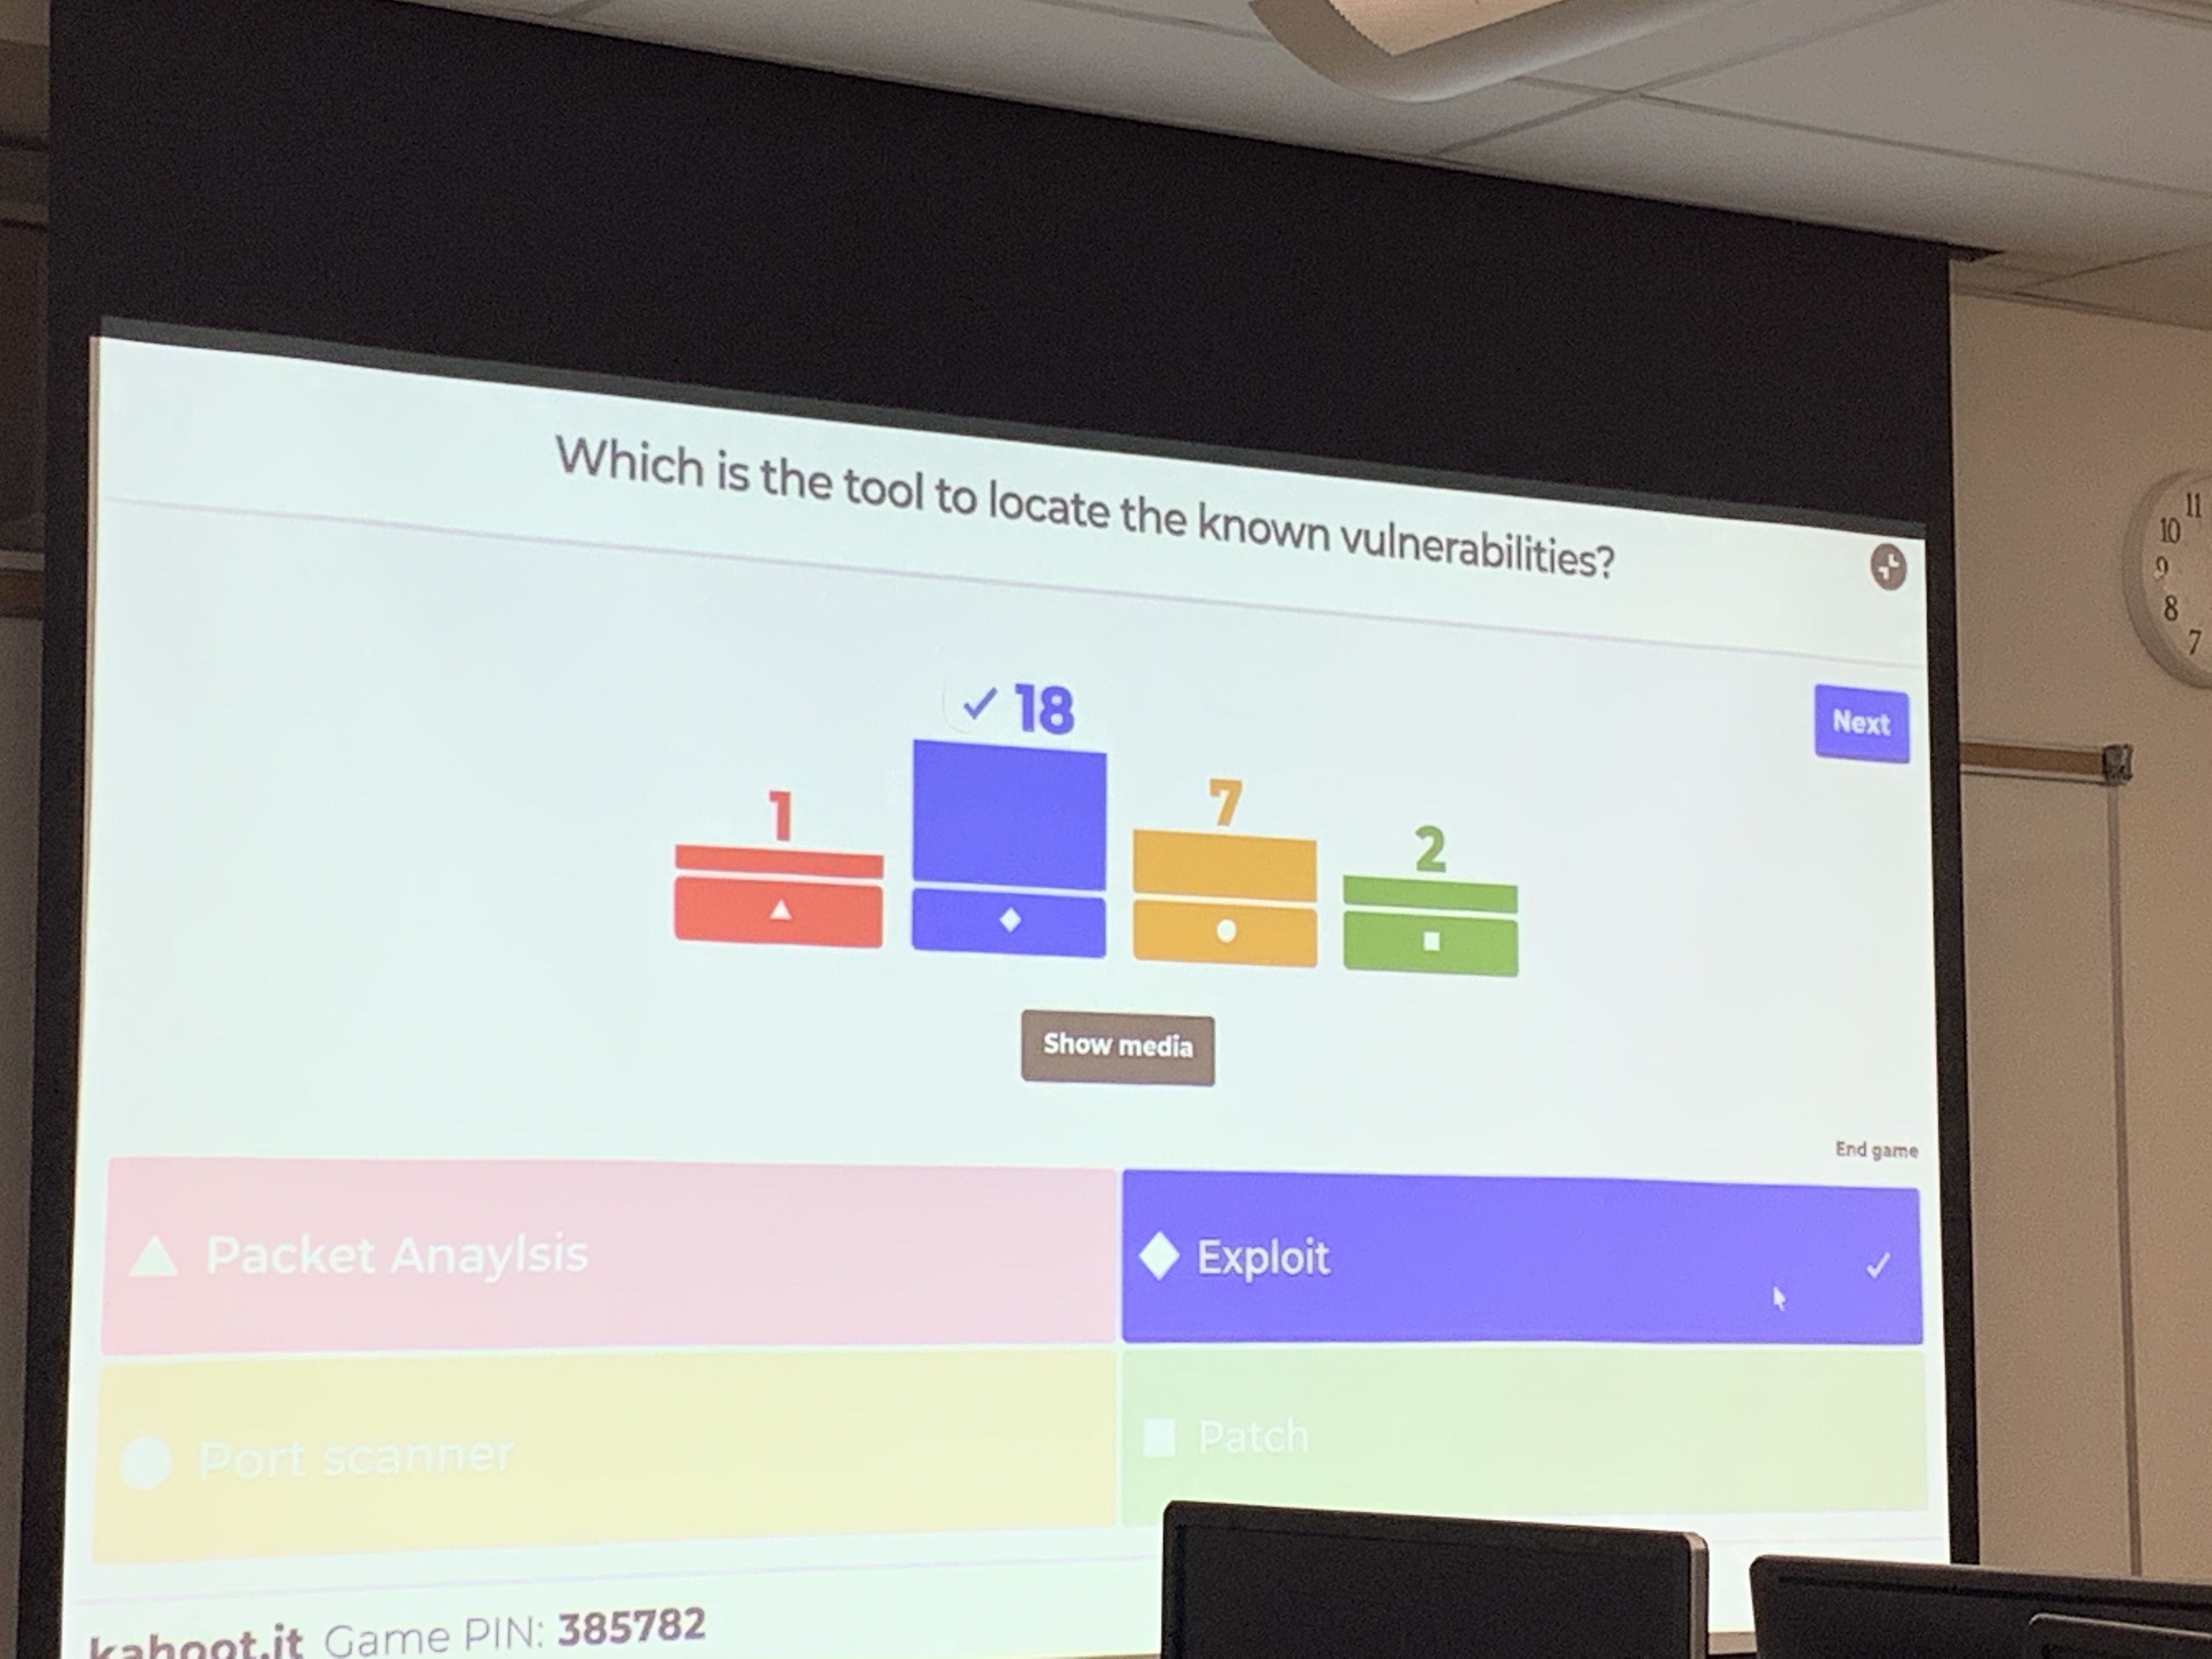 Which is the tool to locate the known vulnerabilities?
18
1
7
2
Next
Show media
End game
Packet Anaylsis
Exploit
Port scanner
Patch
kahoot.it Game PIN: 385782
11
10
9
8
7